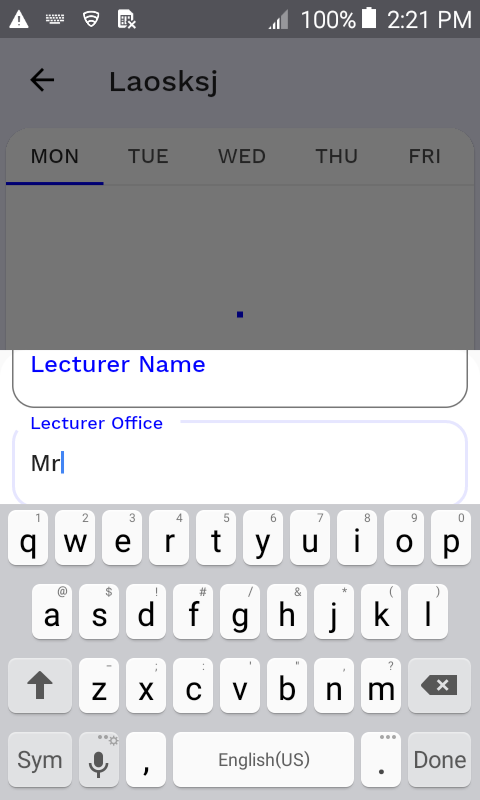 100% 2:21 PM
Laosksj
MON TUE WED THU FRI
Lecturer Name
Lecturer Office
Mr
1 2 3 4 5 6 7 8 9 0
q w e r t y u i o p
@ $ ! # / & * ( )
a s d f g h j k l
- ; : ' " , ?
z x c v b n m
Sym , English(US) . Done